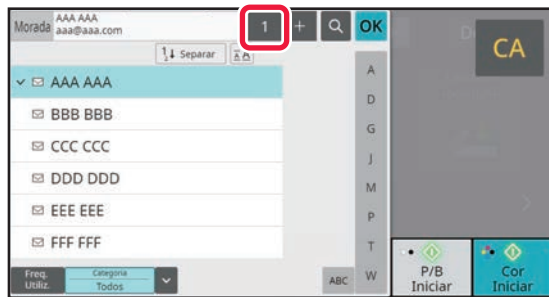 Morada AAA AAA
aaa@aaa.com
1 + OK
CA
Separar
AAA AAA
BBB BBB
CCC CCC
DDD DDD
EEE EEE
FFF FFF
A
D
G
J
M
P
T
W
Freq. Utiliz.
Categoria
Todos
ABC
P/B
Iniciar
Cor
Iniciar